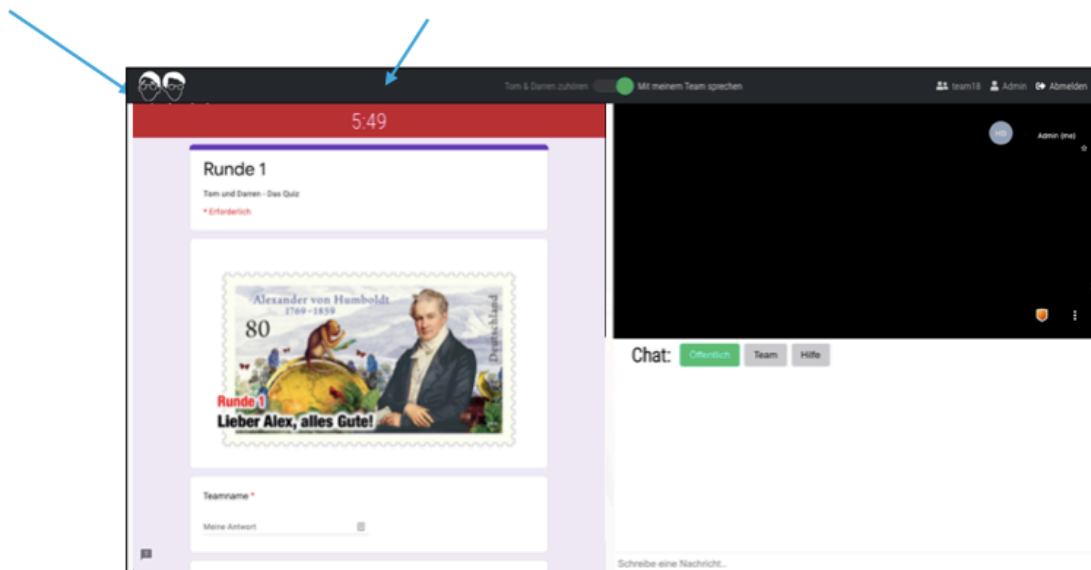 Tom & Darren zuhören Mit meinem Team sprechen team18 Admin Abmelden
5:49
Runde 1
Tom und Darren - Das Quiz
* Erforderlich
Alexander von Humboldt
1769–1859
80
Deutschland
Runde 1
Lieber Alex, alles Gute!
Teamname *
Meine Antwort
HD Admin (me)
Chat: Öffentlich Team Hilfe
Schreibe eine Nachricht..